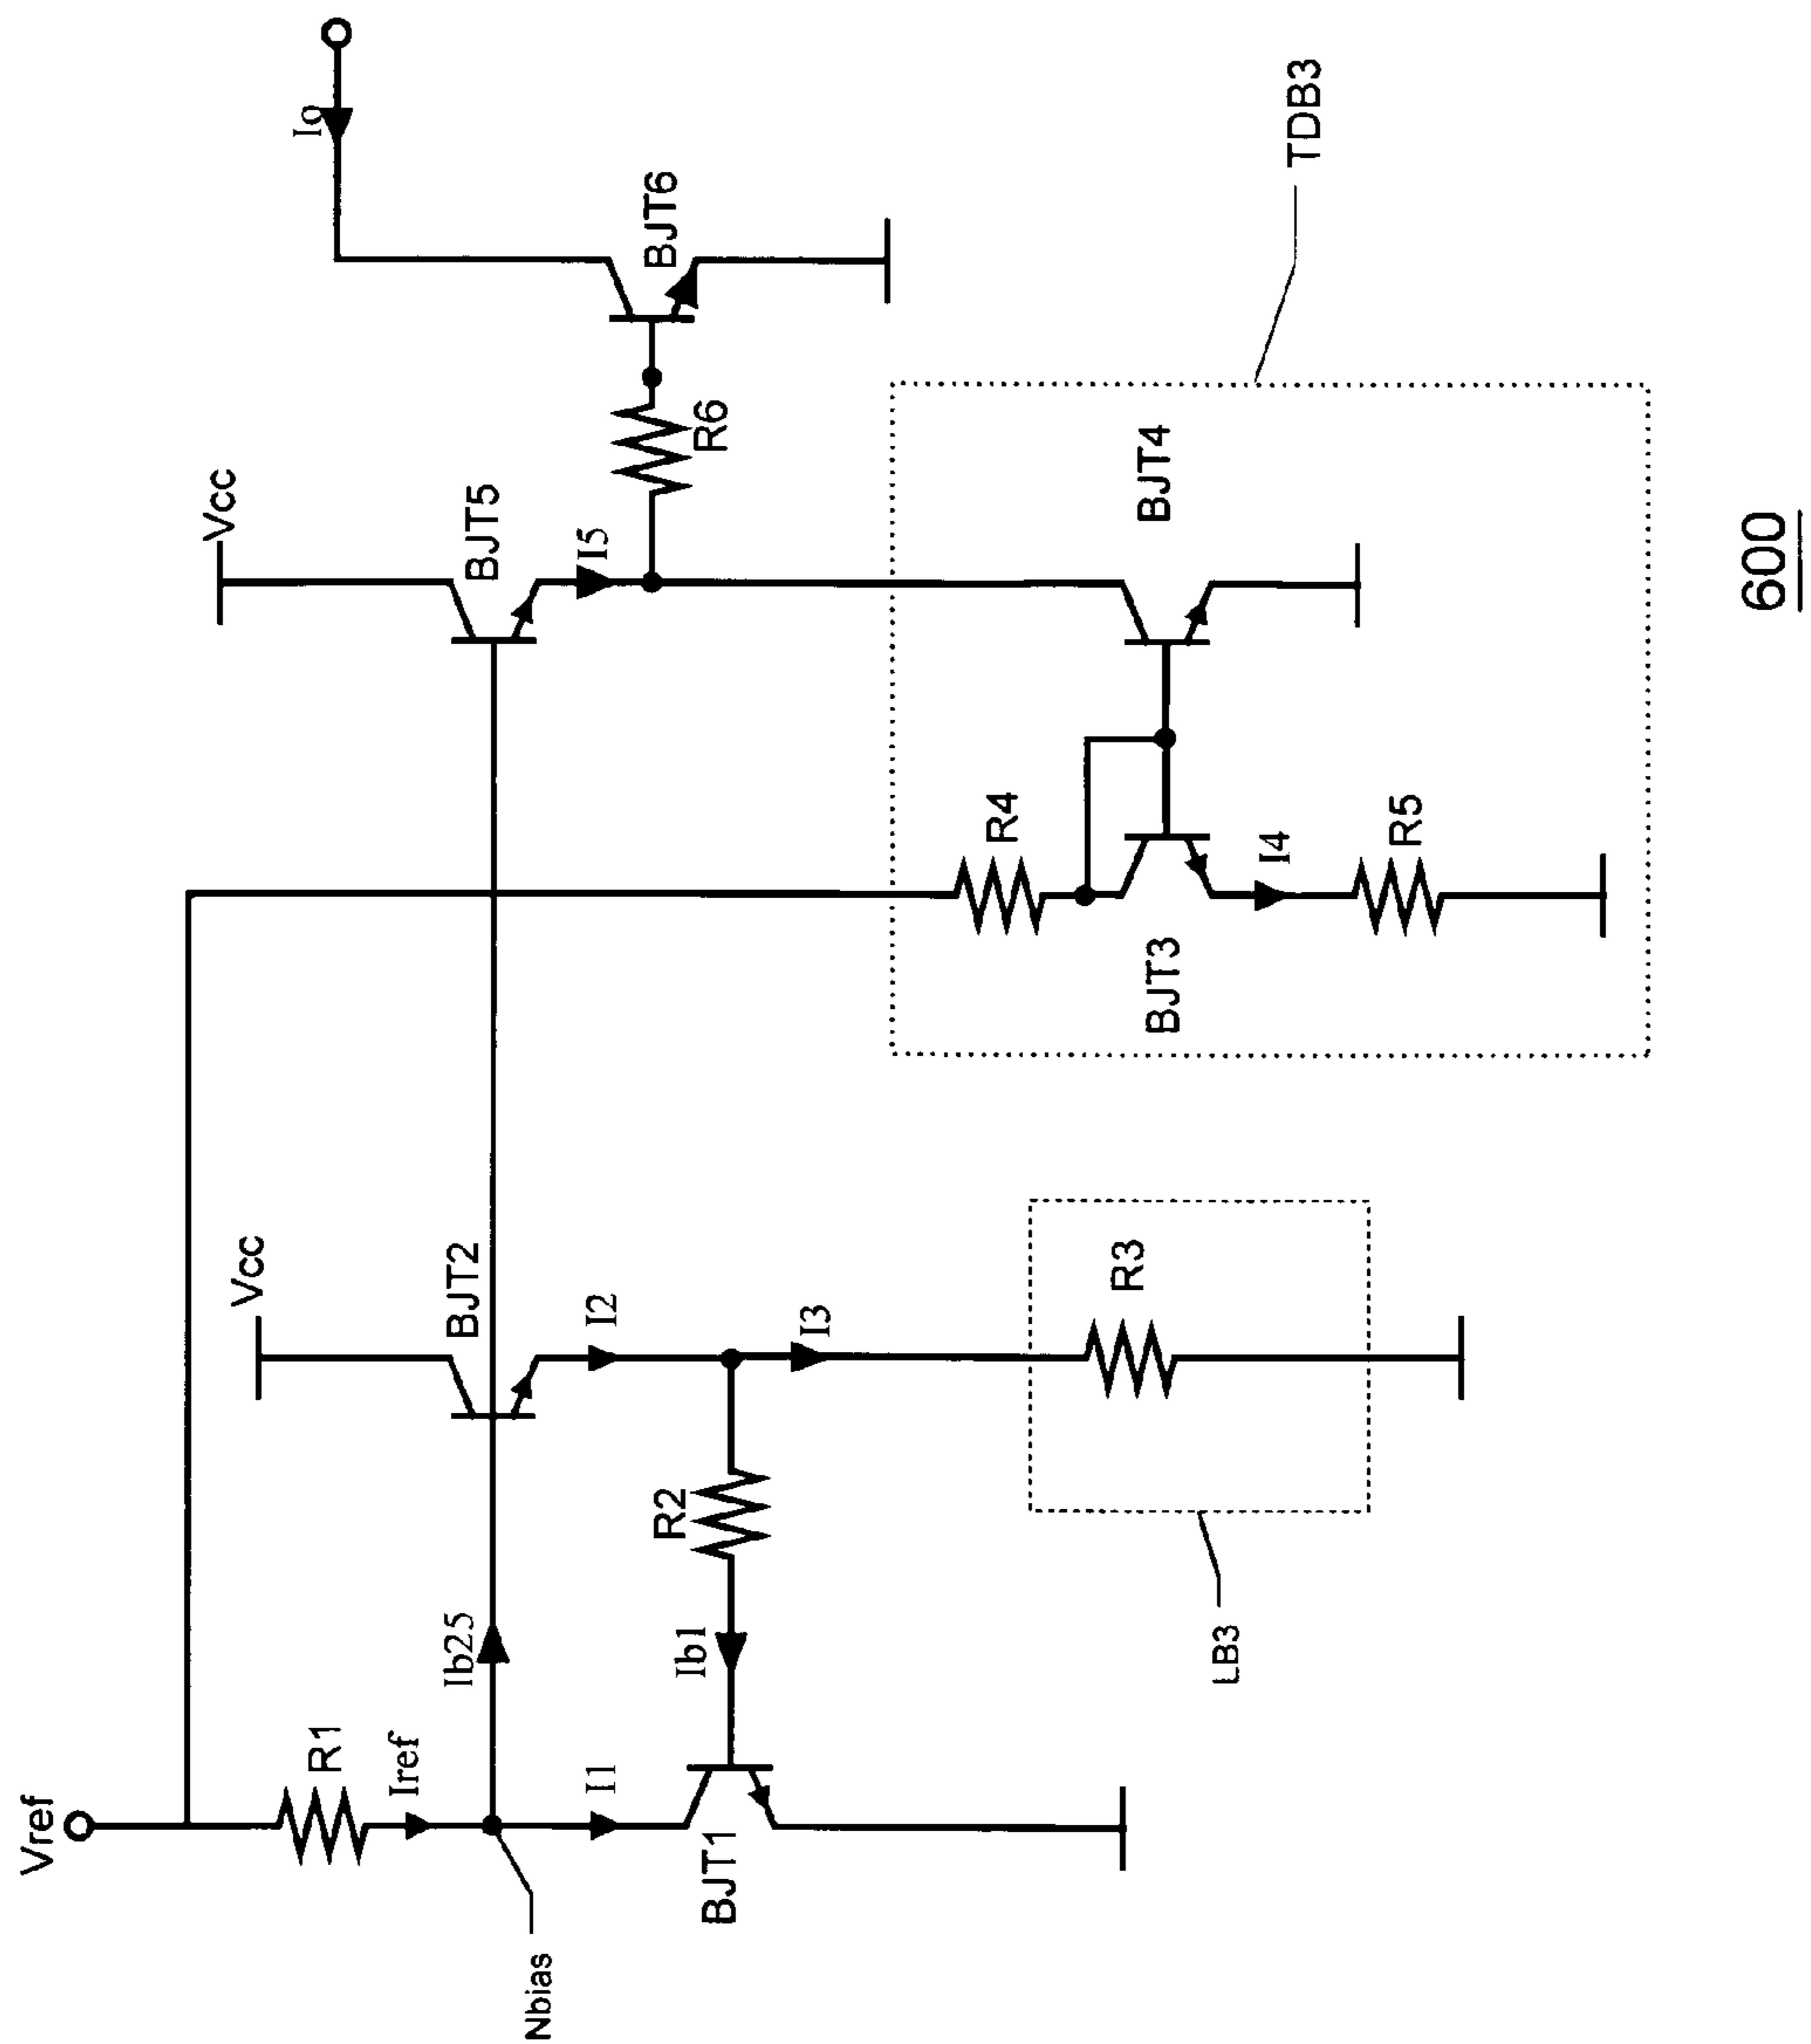 Vref
R1
Iref
Nbias
I1
BJT1
Ib25
Ib1
R2
Vcc
BJT2
I2
I3
R3
LB3
Vcc
BJT5
I5
R6
Io
BJT6
R4
BJT3
I4
R5
BJT4
TDB3
600